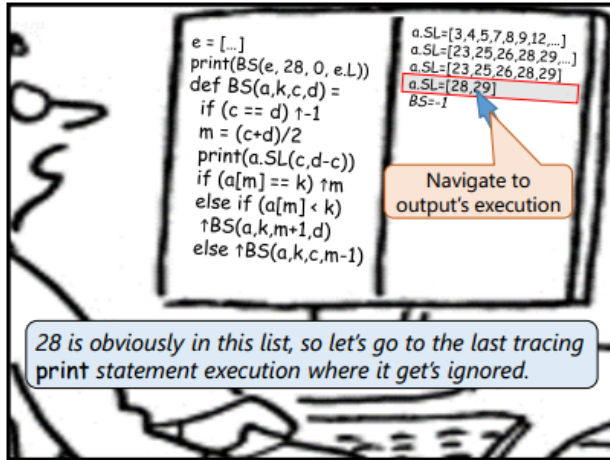 e = […]
print(BS(e, 28, 0, e.L))
def BS(a,k,c,d) =
if (c == d) ↑-1
m = (c+d)/2
print(a.SL(c,d-c))
if (a[m] == k) ↑m
else if (a[m] < k)
↑BS(a,k,m+1,d)
else ↑BS(a,k,c,m-1)
a.SL=[3,4,5,7,8,9,12,…]
a.SL=[23,25,26,28,29,…]
a.SL=[23,25,26,28,29]
a.SL=[28,29]
BS=-1
Navigate to
output's execution
28 is obviously in this list, so let's go to the last tracing
print statement execution where it get's ignored.